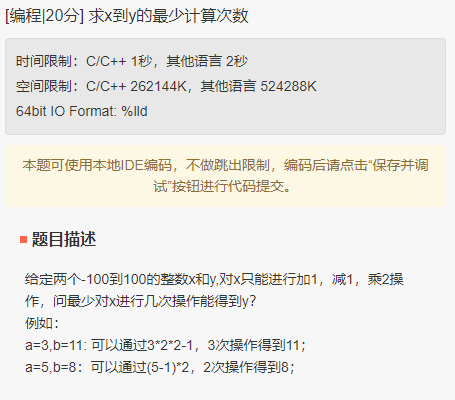 [编程|20分] 求x到y的最少计算次数
时间限制：C/C++ 1秒，其他语言 2秒
空间限制：C/C++ 262144K，其他语言 524288K
64bit IO Format: %lld
本题可使用本地IDE编码，不做跳出限制，编码后请点击“保存并调
试”按钮进行代码提交。
题目描述
给定两个-100到100的整数x和y,对x只能进行加1，减1，乘2操
作，问最少对x进行几次操作能得到y？
例如：
a=3,b=11: 可以通过3*2*2-1，3次操作得到11；
a=5,b=8：可以通过(5-1)*2，2次操作得到8；